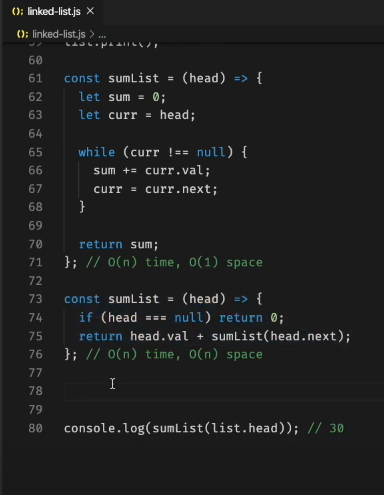 linked-list.js
linked-list.js > ...
59 list.print();
60
61 const sumList = (head) => {
62 let sum = 0;
63 let curr = head;
64
65 while (curr !== null) {
66 sum += curr.val;
67 curr = curr.next;
68 }
69
70 return sum;
71 }; // O(n) time, O(1) space
72
73 const sumList = (head) => {
74 if (head === null) return 0;
75 return head.val + sumList(head.next);
76 }; // O(n) time, O(n) space
77
78
79
80 console.log(sumList(list.head)); // 30